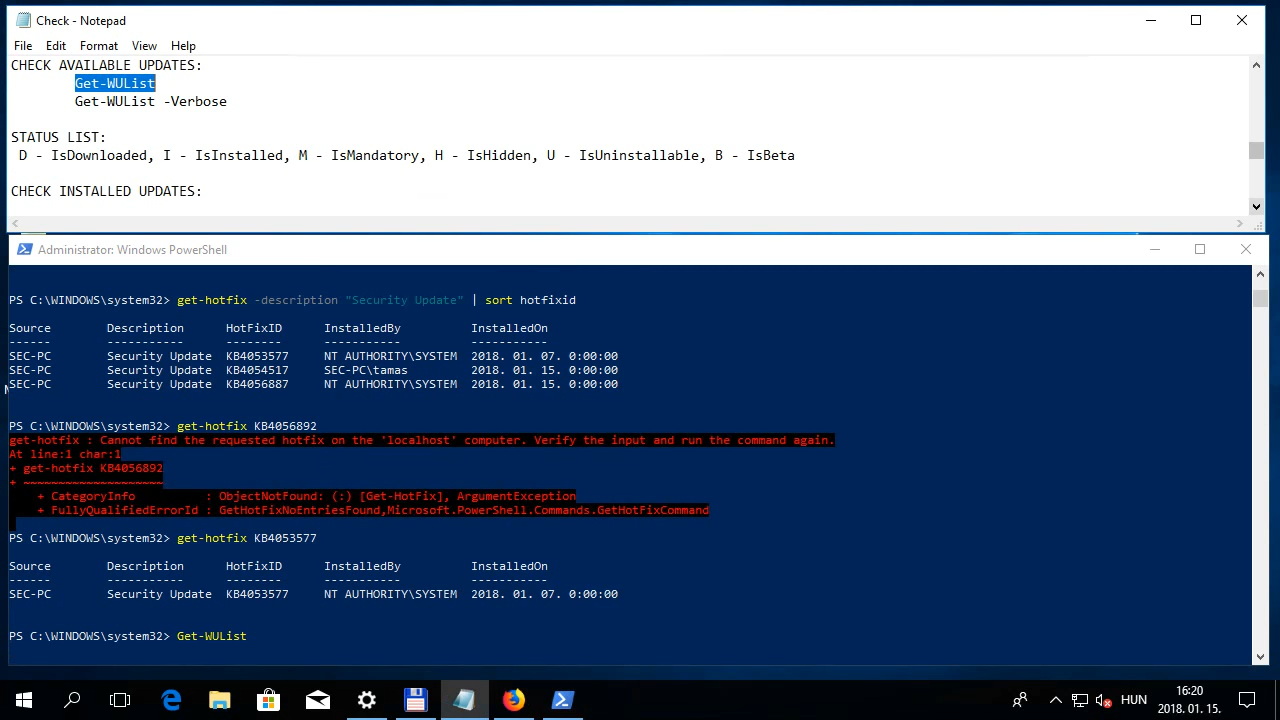 Check - Notepad
File Edit Format View Help
CHECK AVAILABLE UPDATES:
Get-WUList
Get-WUList -Verbose
STATUS LIST:
D - IsDownloaded, I - IsInstalled, M - IsMandatory, H - IsHidden, U - IsUninstallable, B - IsBeta
CHECK INSTALLED UPDATES:
Administrator: Windows PowerShell
PS C:\WINDOWS\system32> get-hotfix -description "Security Update" | sort hotfixid
Source Description HotFixID InstalledBy InstalledOn
------ ----------- -------- ----------- -----------
SEC-PC Security Update KB4053577 NT AUTHORITY\SYSTEM 2018. 01. 07. 0:00:00
SEC-PC Security Update KB4054517 SEC-PC\tamas 2018. 01. 15. 0:00:00
SEC-PC Security Update KB4056887 NT AUTHORITY\SYSTEM 2018. 01. 15. 0:00:00
PS C:\WINDOWS\system32> get-hotfix KB4056892
get-hotfix : Cannot find the requested hotfix on the 'localhost' computer. Verify the input and run the command again.
At line:1 char:1
+ get-hotfix KB4056892
+ ~~~~~~~~~~~~~~~~~~~~
+ CategoryInfo : ObjectNotFound: (:) [Get-HotFix], ArgumentException
+ FullyQualifiedErrorId : GetHotFixNoEntriesFound,Microsoft.PowerShell.Commands.GetHotFixCommand
PS C:\WINDOWS\system32> get-hotfix KB4053577
Source Description HotFixID InstalledBy InstalledOn
------ ----------- -------- ----------- -----------
SEC-PC Security Update KB4053577 NT AUTHORITY\SYSTEM 2018. 01. 07. 0:00:00
PS C:\WINDOWS\system32> Get-WUList
HUN
16:20
2018. 01. 15.